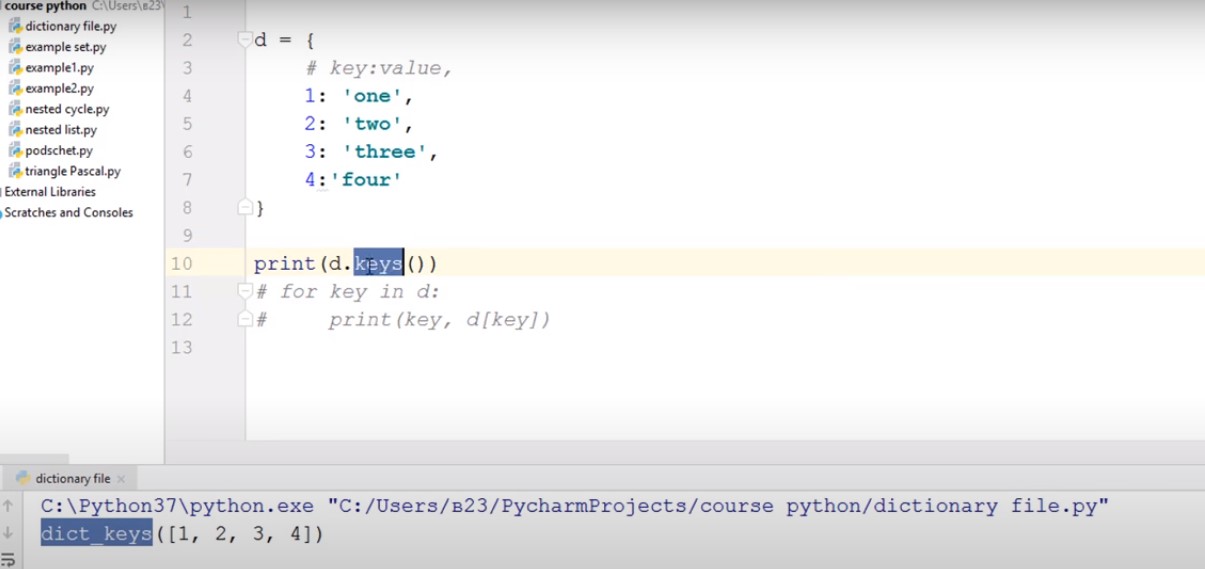 course python C:\Users\в23\
dictionary file.py
example set.py
example1.py
example2.py
nested cycle.py
nested list.py
podschet.py
triangle Pascal.py
External Libraries
Scratches and Consoles
1
2 d = {
3 # key:value,
4 1: 'one',
5 2: 'two',
6 3: 'three',
7 4:'four'
8 }
9
10 print(d.keys())
11 # for key in d:
12 #     print(key, d[key])
13
dictionary file
C:\Python37\python.exe "C:/Users/в23/PycharmProjects/course python/dictionary file.py"
dict_keys([1, 2, 3, 4])